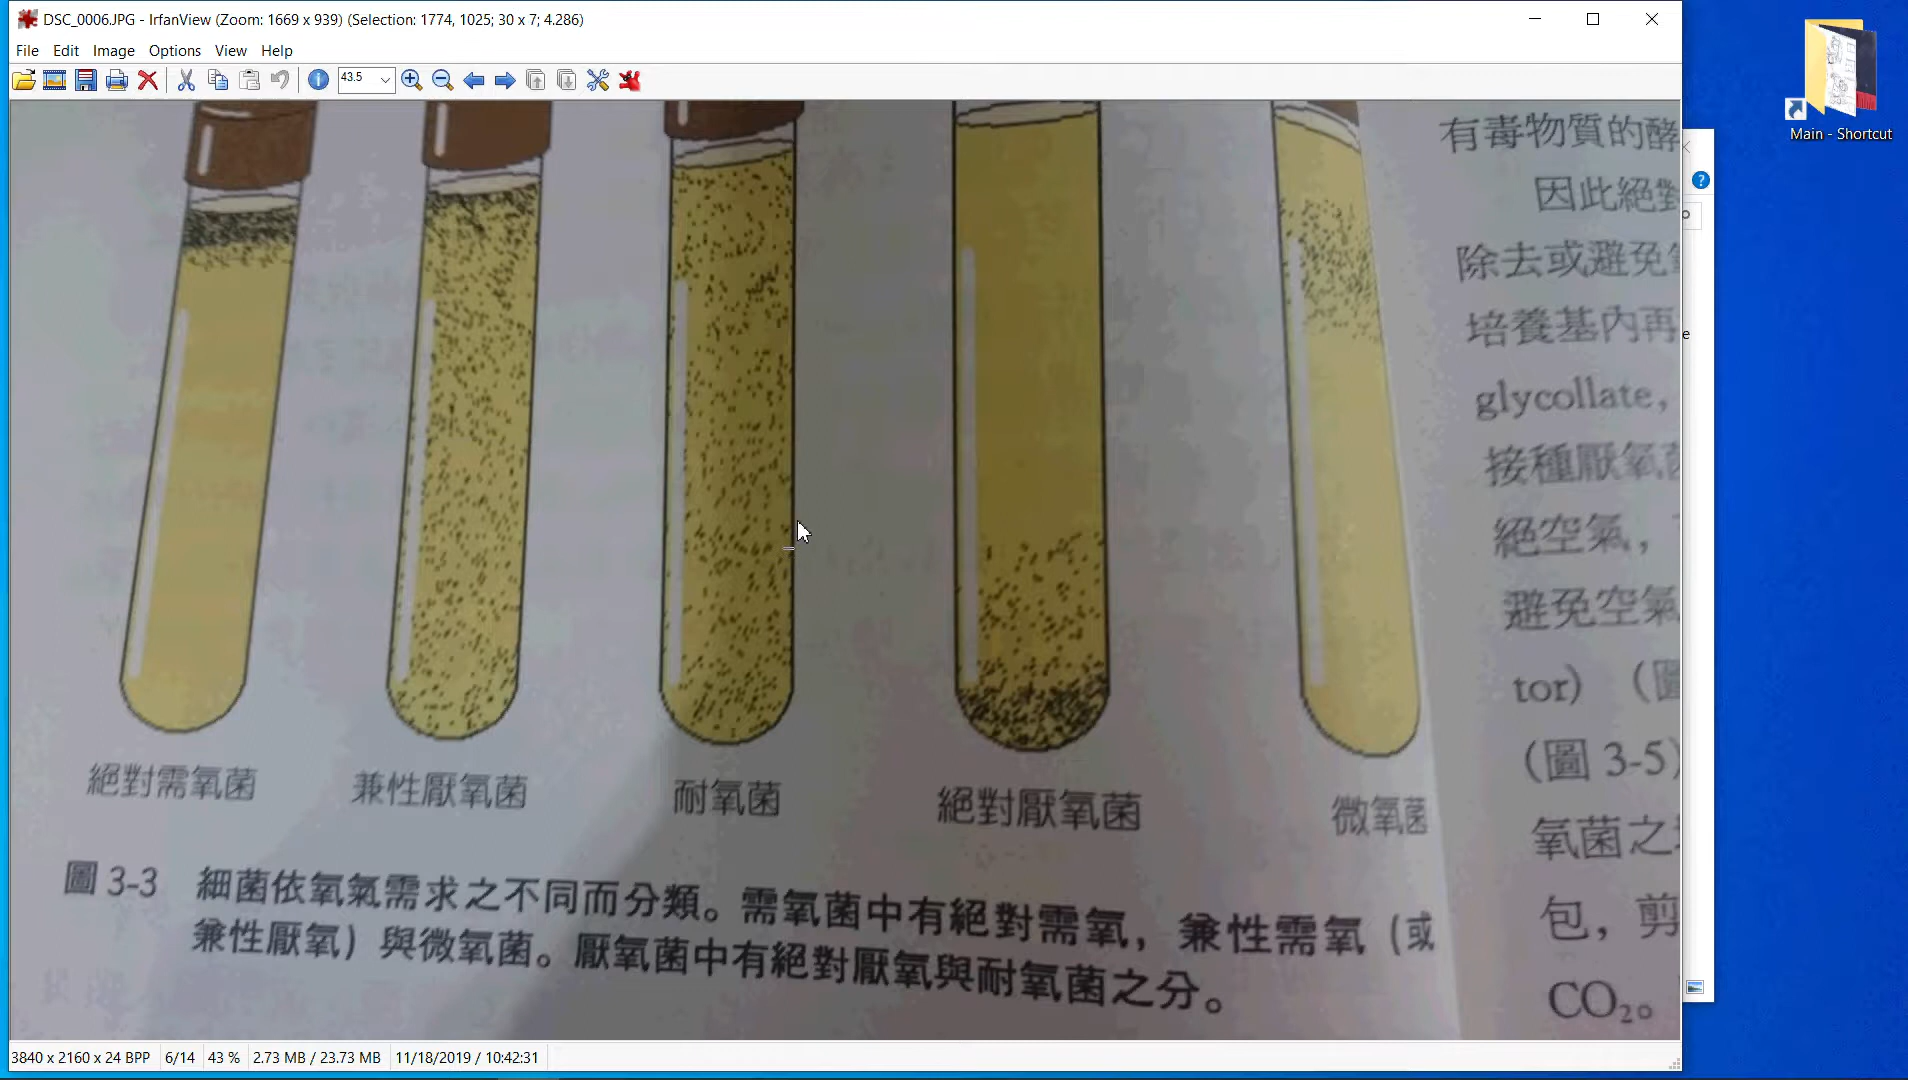 DSC_0006.JPG - IrfanView (Zoom: 1669 x 939) (Selection: 1774, 1025; 30 x 7; 4.286)
File Edit Image Options View Help
43.5
Main - Shortcut
有毒物質的酵
因此絕對
除去或避免
培養基內再
glycollate,
接種厭氧菌
絕空氣,
避免空氣
tor) (圖
(圖 3-5)
氧菌之
包,剪
CO₂。
絕對需氧菌
兼性厭氧菌
耐氧菌
絕對厭氧菌
微氧菌
圖 3-3 細菌依氧氣需求之不同而分類。需氧菌中有絕對需氧,兼性需氧(或
兼性厭氧)與微氧菌。厭氧菌中有絕對厭氧與耐氧菌之分。
3840 x 2160 x 24 BPP 6/14 43 % 2.73 MB / 23.73 MB 11/18/2019 / 10:42:31